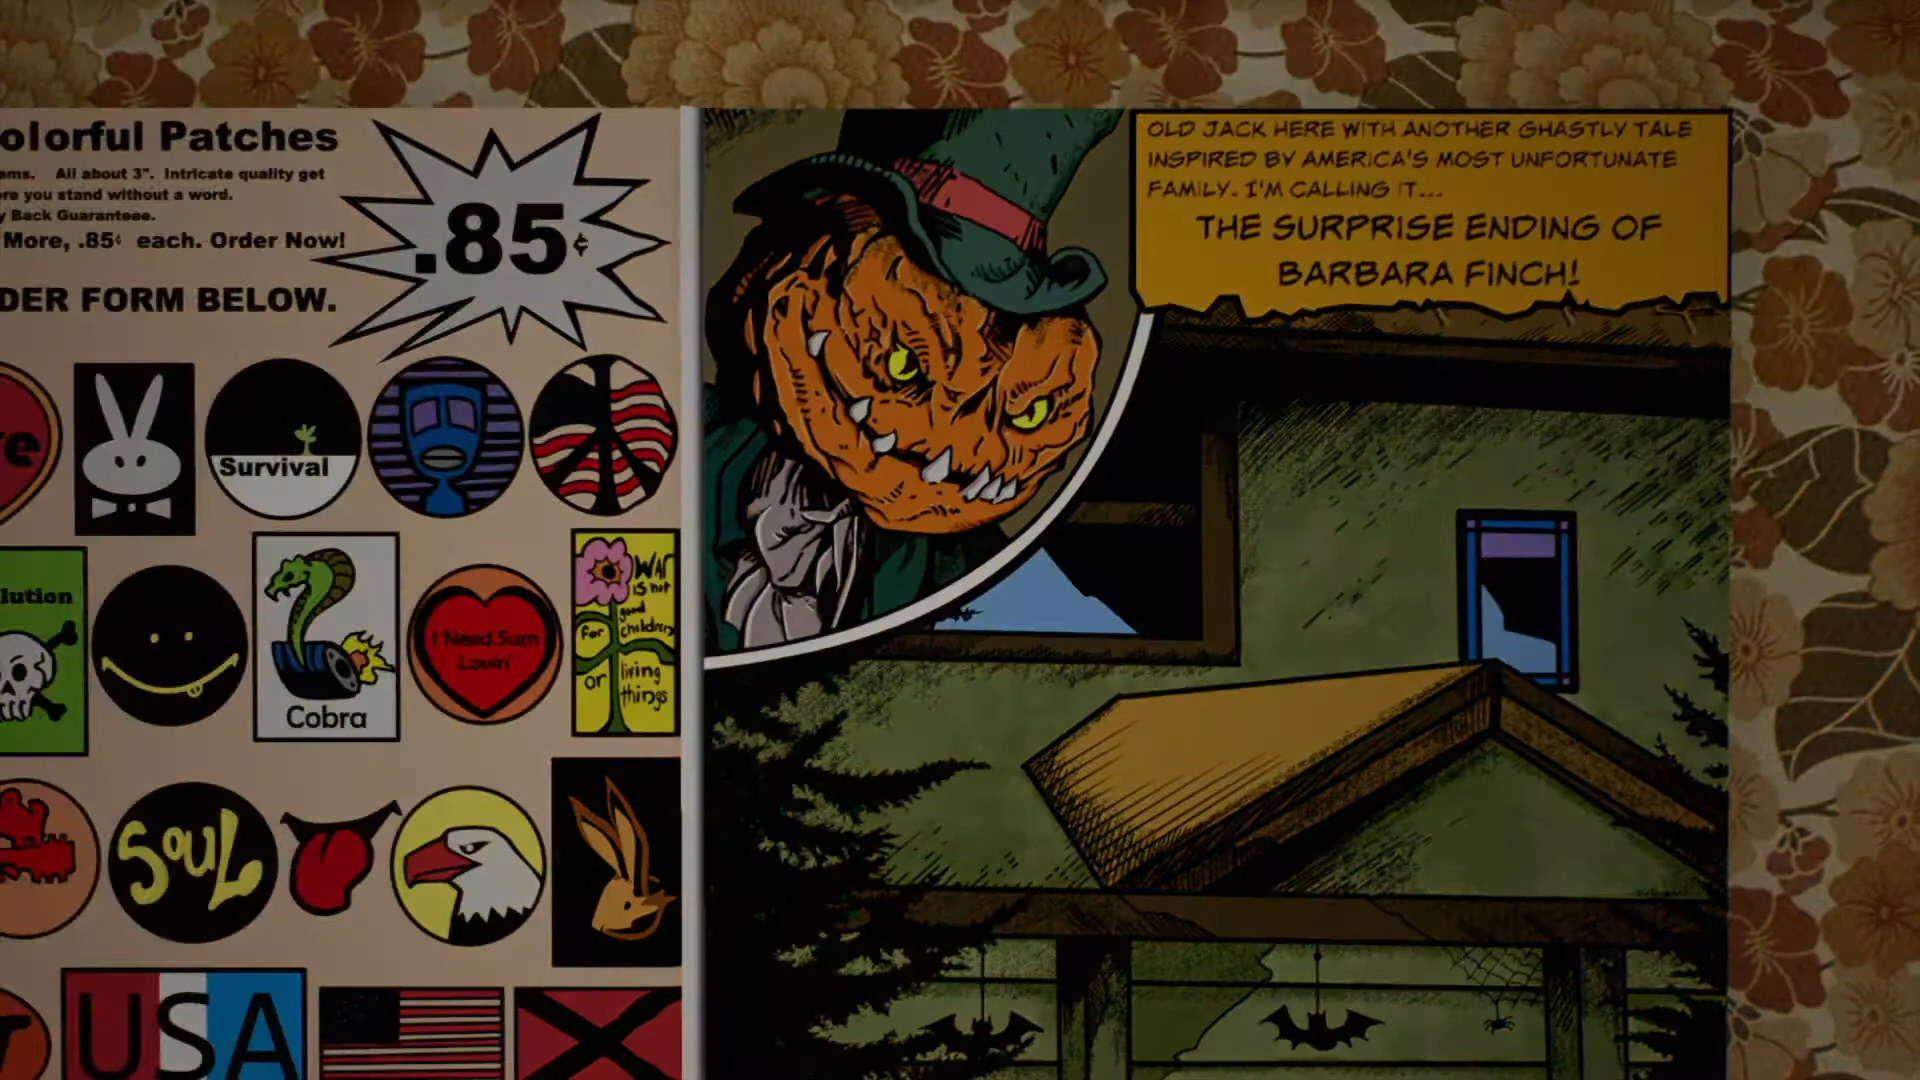 olorful Patches
ems. All about 3". Intricate quality get
ore you stand without a word.
y Back Guaranteee.
More, .85¢ each. Order Now!
DER FORM BELOW.
.85¢
ve
Survival
lution
Cobra
I Need Sum
Lovin'
War
is not
good
for children
or living
things
SOUL
USA
OLD JACK HERE WITH ANOTHER GHASTLY TALE
INSPIRED BY AMERICA'S MOST UNFORTUNATE
FAMILY. I'M CALLING IT...
THE SURPRISE ENDING OF
BARBARA FINCH!